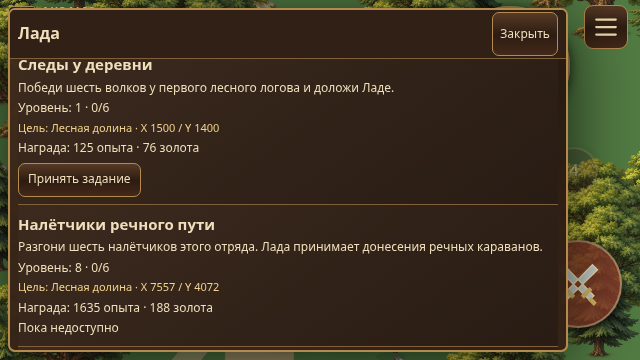 Лада
Закрыть
Следы у деревни
Победи шесть волков у первого лесного логова и доложи Ладе.
Уровень: 1 · 0/6
Цель: Лесная долина · X 1500 / Y 1400
Награда: 125 опыта · 76 золота
Принять задание
Налётчики речного пути
Разгони шесть налётчиков этого отряда. Лада принимает донесения речных караванов.
Уровень: 8 · 0/6
Цель: Лесная долина · X 7557 / Y 4072
Награда: 1635 опыта · 188 золота
Пока недоступно